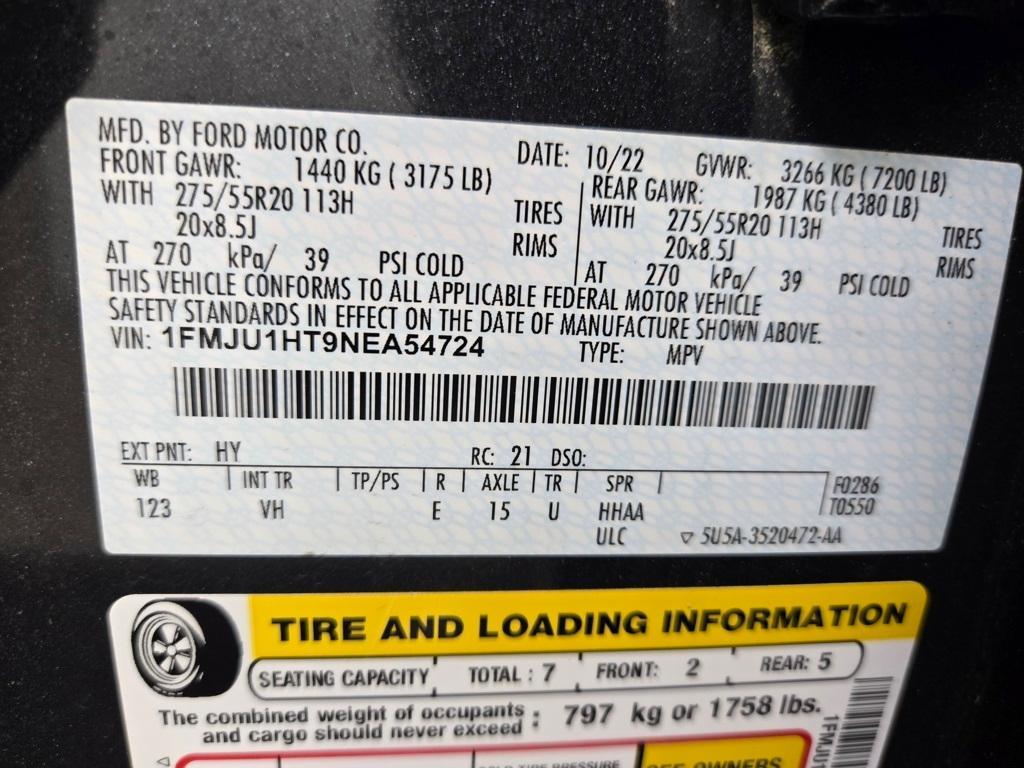 MFD. BY FORD MOTOR CO. DATE: 10/22 GVWR: 3266 KG ( 7200 LB)
FRONT GAWR: 1440 KG ( 3175 LB) REAR GAWR: 1987 KG ( 4380 LB)
WITH 275/55R20 113H TIRES WITH 275/55R20 113H TIRES
20x8.5J RIMS 20x8.5J RIMS
AT 270 kPa/ 39 PSI COLD AT 270 kPa/ 39 PSI COLD
THIS VEHICLE CONFORMS TO ALL APPLICABLE FEDERAL MOTOR VEHICLE
SAFETY STANDARDS IN EFFECT ON THE DATE OF MANUFACTURE SHOWN ABOVE.
VIN: 1FMJU1HT9NEA54724 TYPE: MPV
EXT PNT: HY RC: 21 DSO:
WB INT TR TP/PS R AXLE TR SPR F0286
123 VH E 15 U HHAA T0550
ULC ▽ 5U5A-3520472-AA
TIRE AND LOADING INFORMATION
SEATING CAPACITY TOTAL : 7 FRONT: 2 REAR: 5
The combined weight of occupants and cargo should never exceed : 797 kg or 1758 lbs.
1FMJU1
TIRE PRESSURE
SEE OWNERS